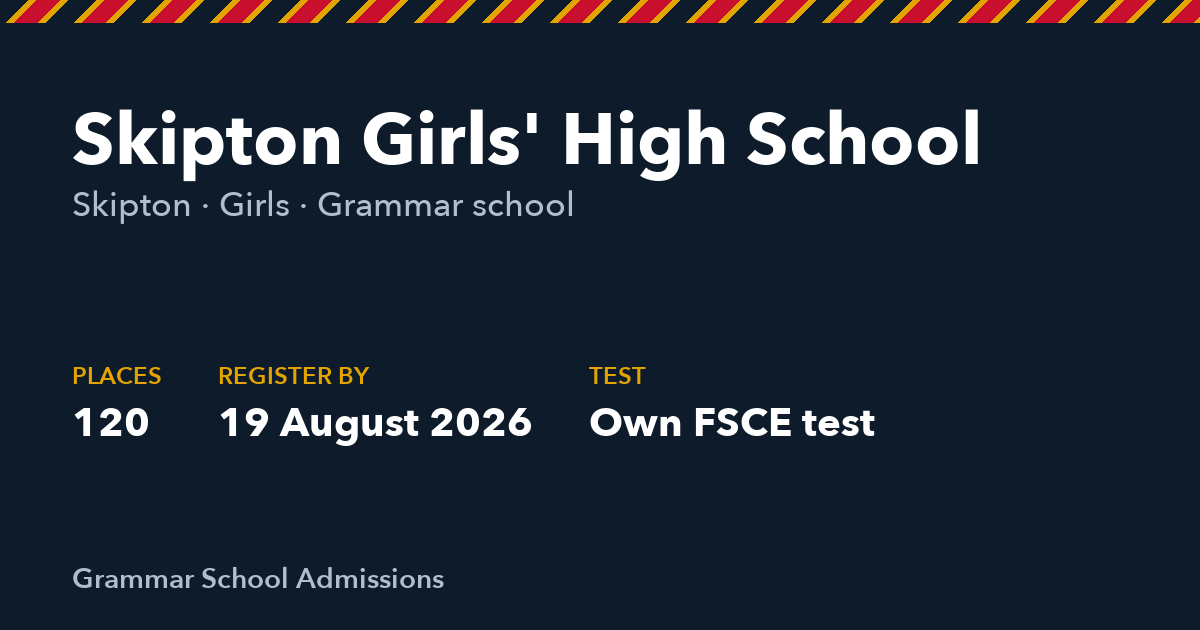 Skipton Girls' High School
Skipton · Girls · Grammar school
PLACES REGISTER BY TEST
120 19 August 2026 Own FSCE test
Grammar School Admissions